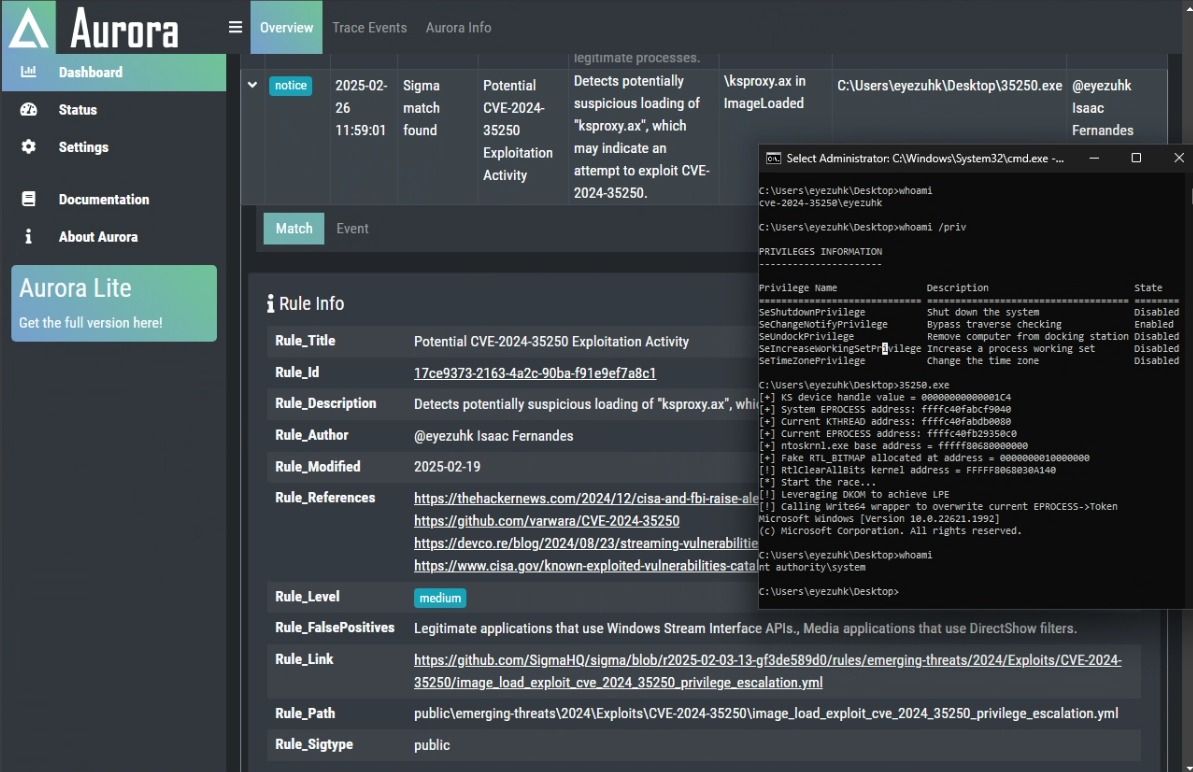 Aurora
Overview
Trace Events
Aurora Info
Dashboard
Status
Settings
Documentation
About Aurora
Aurora Lite
Get the full version here!
legitimate processes.
notice
2025-02-
26
11:59:01
Sigma
match
found
Potential
CVE-2024-
35250
Exploitation
Activity
Detects potentially
suspicious loading of
"ksproxy.ax", which
may indicate an
attempt to exploit CVE-
2024-35250.
\ksproxy.ax in
ImageLoaded
C:\Users\eyezuhk\Desktop\35250.exe
@eyezuhk
Isaac
Fernandes
Match
Event
Rule Info
Rule_Title Potential CVE-2024-35250 Exploitation Activity
Rule_Id 17ce9373-2163-4a2c-90ba-f91e9ef7a8c1
Rule_Description Detects potentially suspicious loading of "ksproxy.ax",
Rule_Author @eyezuhk Isaac Fernandes
Rule_Modified 2025-02-19
Rule_References https://thehackernews.com/2024/12/cisa-and-fbi-raise-ale
https://github.com/varwara/CVE-2024-35250
https://devco.re/blog/2024/08/23/streaming-vulnerabilitie
https://www.cisa.gov/known-exploited-vulnerabilities-cata
Rule_Level medium
Rule_FalsePositives Legitimate applications that use Windows Stream Interface APIs., Media applications that use DirectShow filters.
Rule_Link https://github.com/SigmaHQ/sigma/blob/r2025-02-03-13-gf3de589d0/rules/emerging-threats/2024/Exploits/CVE-2024-
35250/image_load_exploit_cve_2024_35250_privilege_escalation.yml
Rule_Path public\emerging-threats\2024\Exploits\CVE-2024-35250\image_load_exploit_cve_2024_35250_privilege_escalation.yml
Rule_Sigtype public
Select Administrator: C:\Windows\System32\cmd.exe -...
C:\Users\eyezuhk\Desktop>whoami
cve-2024-35250\eyezuhk
C:\Users\eyezuhk\Desktop>whoami /priv
PRIVILEGES INFORMATION
----------------------
Privilege Name Description State
============================= ==================================== ========
SeShutdownPrivilege Shut down the system Disabled
SeChangeNotifyPrivilege Bypass traverse checking Enabled
SeUndockPrivilege Remove computer from docking station Disabled
SeIncreaseWorkingSetPrivilege Increase a process working set Disabled
SeTimeZonePrivilege Change the time zone Disabled
C:\Users\eyezuhk\Desktop>35250.exe
[+] KS device handle value = 00000000000001C4
[+] System EPROCESS address: ffffc40fabcf9040
[+] Current KTHREAD address: ffffc40fabdb0080
[+] Current EPROCESS address: ffffc40fb29350c0
[+] ntoskrnl.exe base address = fffff80680000000
[+] Fake RTL_BITMAP allocated at address = 0000000010000000
[!] RtlClearAllBits kernel address = FFFFF8068030A140
[*] Start the race...
[!] Leveraging DKOM to achieve LPE
[!] Calling Write64 wrapper to overwrite current EPROCESS->Token
Microsoft Windows [Version 10.0.22621.1992]
(c) Microsoft Corporation. All rights reserved.
C:\Users\eyezuhk\Desktop>whoami
nt authority\system
C:\Users\eyezuhk\Desktop>